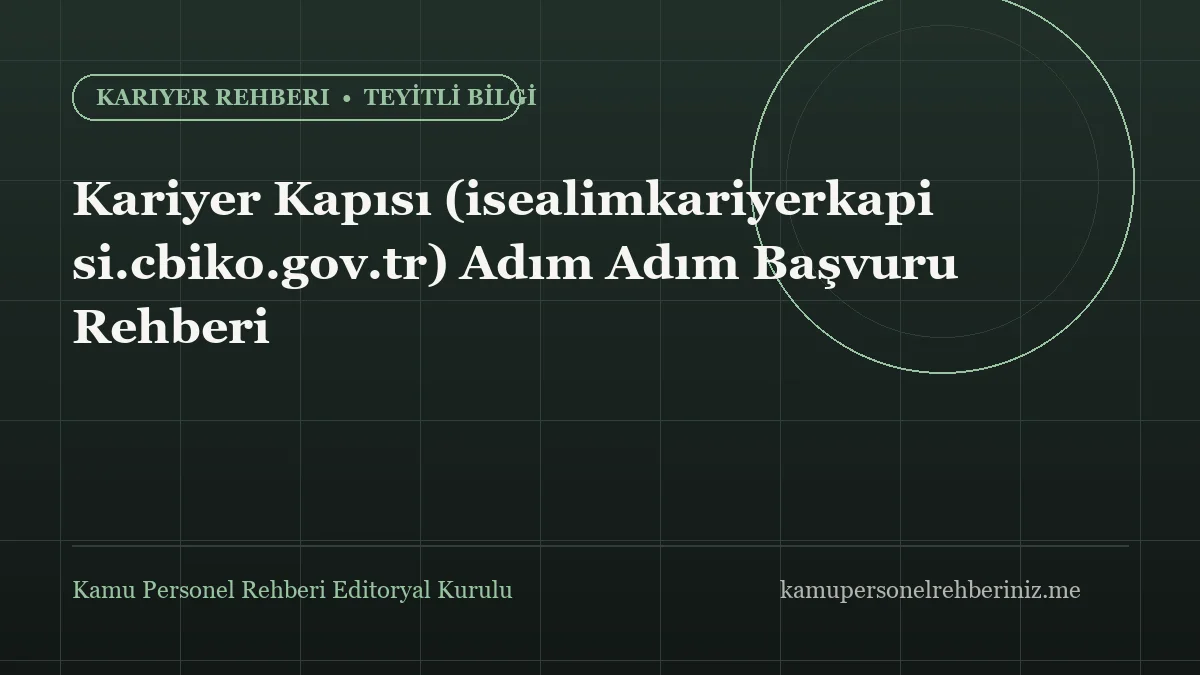 KARIYER REHBERI • TEYİTLİ BİLGİ
Kariyer Kapısı (isealimkariyerkapi
si.cbiko.gov.tr) Adım Adım Başvuru
Rehberi
Kamu Personel Rehberi Editoryal Kurulu
kamupersonelrehberiniz.me